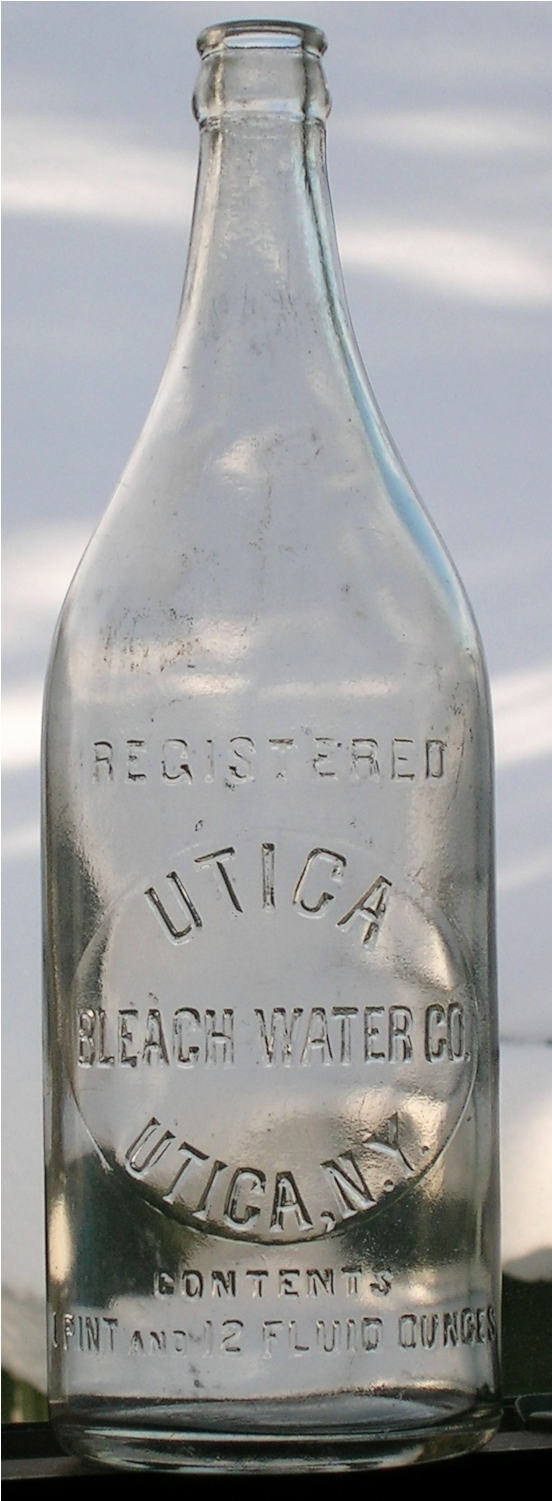 REGISTERED
UTICA
BLEACH WATER CO.
UTICA, N.Y.
CONTENTS
1 PINT AND 12 FLUID OUNCES